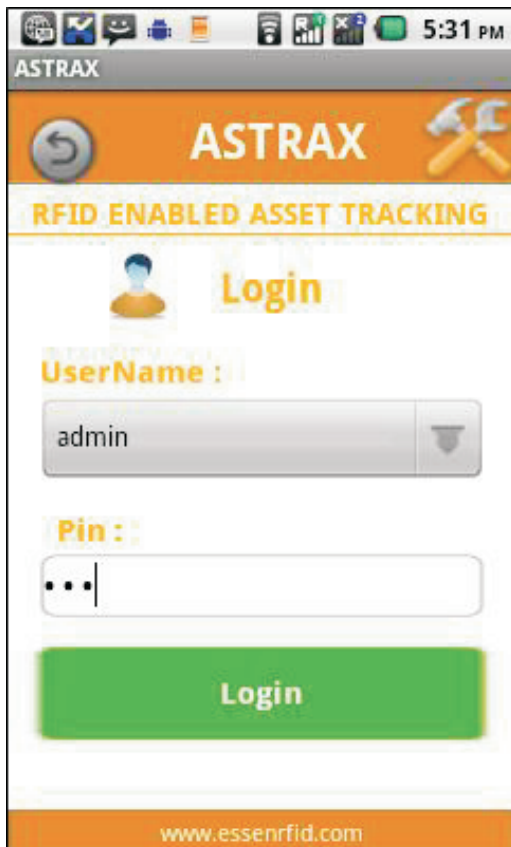 5:31 PM
ASTRAX
ASTRAX
RFID ENABLED ASSET TRACKING
Login
UserName :
admin
Pin :
•••
Login
www.essenrfid.com